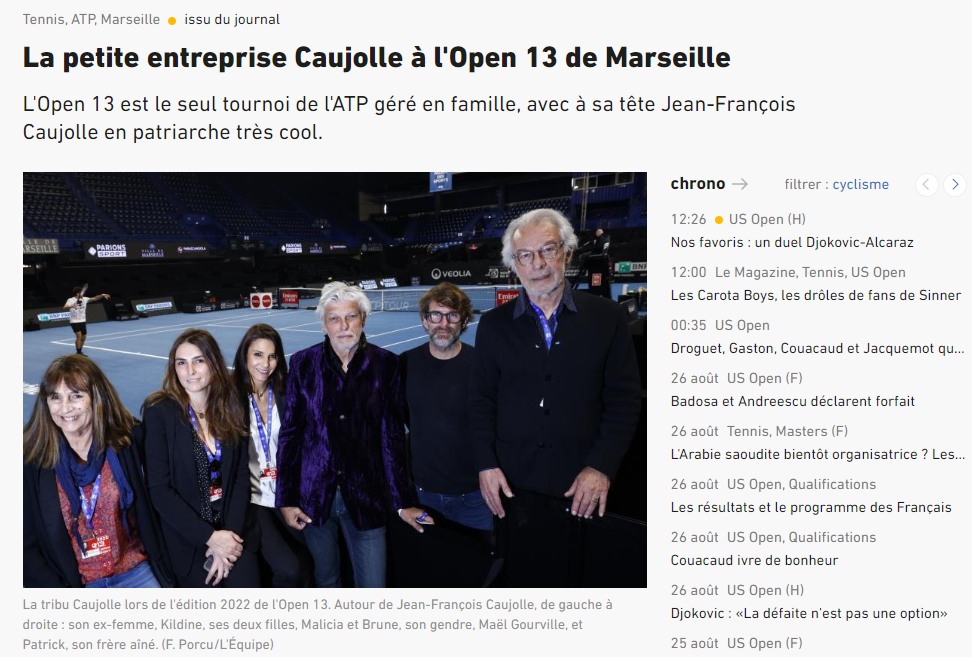 Tennis, ATP, Marseille ● issu du journal
La petite entreprise Caujolle à l'Open 13 de Marseille
L'Open 13 est le seul tournoi de l'ATP géré en famille, avec à sa tête Jean-François
Caujolle en patriarche très cool.
PARIONS
SPORT
VEOLIA
Emirates
La tribu Caujolle lors de l'édition 2022 de l'Open 13. Autour de Jean-François Caujolle, de gauche à
droite : son ex-femme, Kildine, ses deux filles, Malicia et Brune, son gendre, Maël Gourville, et
Patrick, son frère aîné. (F. Porcu/L'Équipe)
chrono → filtrer : cyclisme
12:26 ● US Open (H)
Nos favoris : un duel Djokovic-Alcaraz
12:00 Le Magazine, Tennis, US Open
Les Carota Boys, les drôles de fans de Sinner
00:35 US Open
Droguet, Gaston, Couacaud et Jacquemot qu...
26 août US Open (F)
Badosa et Andreescu déclarent forfait
26 août Tennis, Masters (F)
L'Arabie saoudite bientôt organisatrice ? Les...
26 août US Open, Qualifications
Les résultats et le programme des Français
26 août US Open, Qualifications
Couacaud ivre de bonheur
26 août US Open (H)
Djokovic : «La défaite n'est pas une option»
25 août US Open (F)